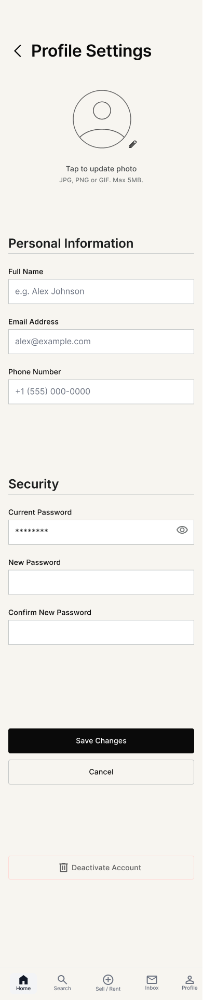 Profile Settings
Tap to update photo
JPG, PNG or GIF. Max 5MB.
Personal Information
Full Name
e.g. Alex Johnson
Email Address
alex@example.com
Phone Number
+1 (555) 000-0000
Security
Current Password
********
New Password
Confirm New Password
Save Changes
Cancel
Deactivate Account
Home Search Sell / Rent Inbox Profile